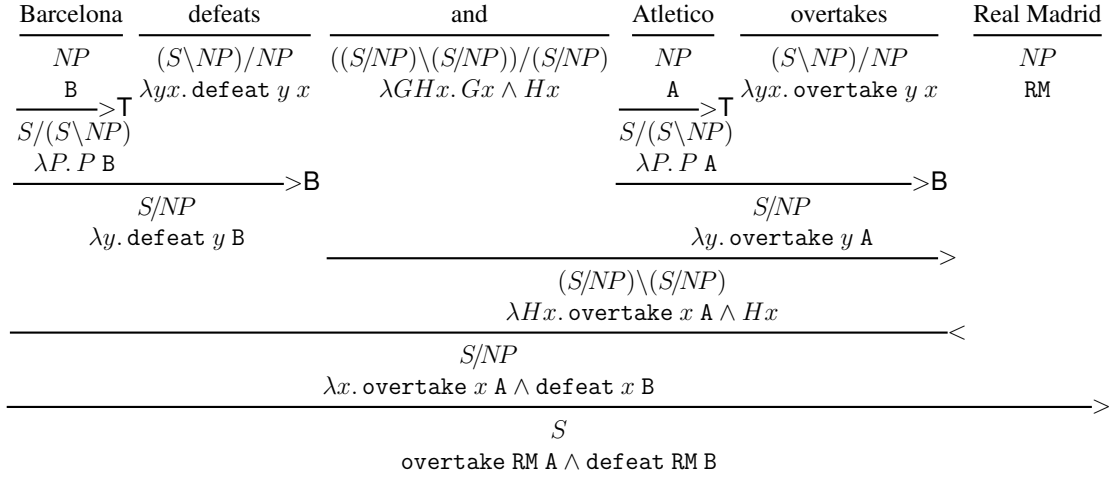 Barcelona defeats and Atletico overtakes Real Madrid
NP (S\NP)/NP ((S/NP)\(S/NP))/(S/NP) NP (S\NP)/NP NP
B λyx. defeat y x λGHx. Gx ∧ Hx A λyx. overtake y x RM
>T >T
S/(S\NP) S/(S\NP)
λP. P B λP. P A
>B >B
S/NP S/NP
λy. defeat y B λy. overtake y A
>
(S/NP)\(S/NP)
λHx. overtake x A ∧ Hx
<
S/NP
λx. overtake x A ∧ defeat x B
>
S
overtake RM A ∧ defeat RM B